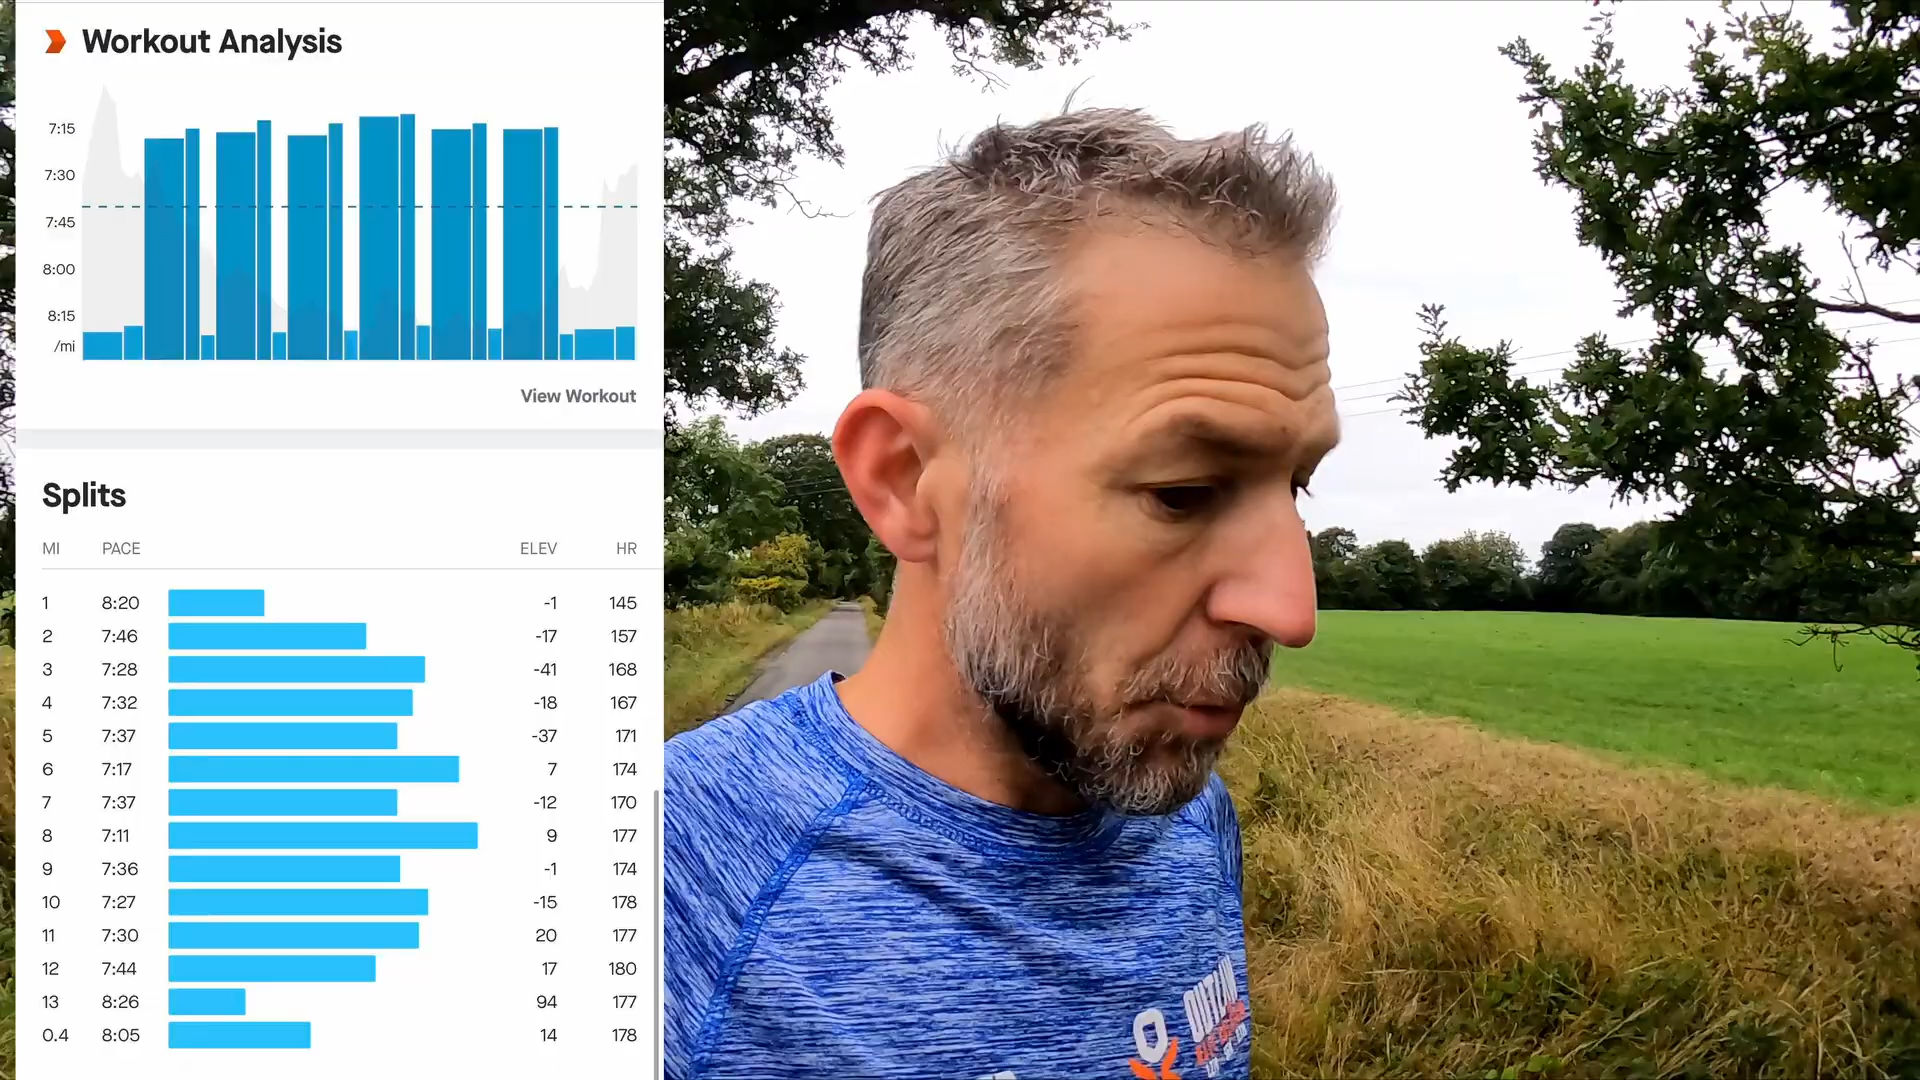 Workout Analysis
7:15
7:30
7:45
8:00
8:15
/mi
View Workout
Splits
MI PACE ELEV HR
1 8:20 -1 145
2 7:46 -17 157
3 7:28 -41 168
4 7:32 -18 167
5 7:37 -37 171
6 7:17 7 174
7 7:37 -12 170
8 7:11 9 177
9 7:36 -1 174
10 7:27 -15 178
11 7:30 20 177
12 7:44 17 180
13 8:26 94 177
0.4 8:05 14 178